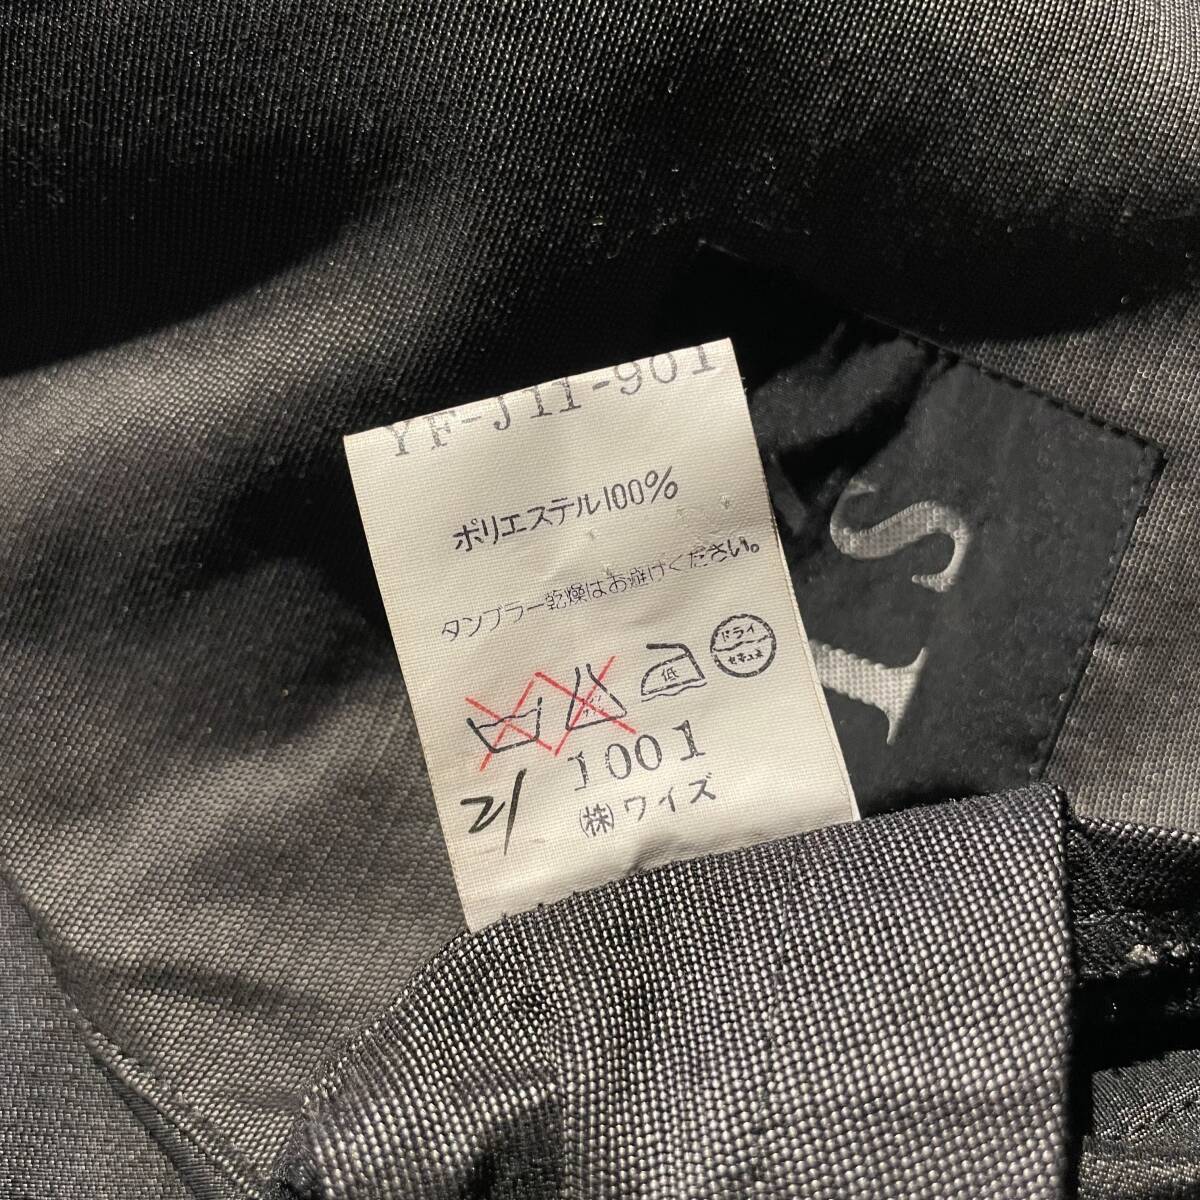 YF-J11-901
ポリエステル100%
タンブラー乾燥はお避けください。
低
ドライ
セキユ系
1001
(株)ワイズ
21
'S